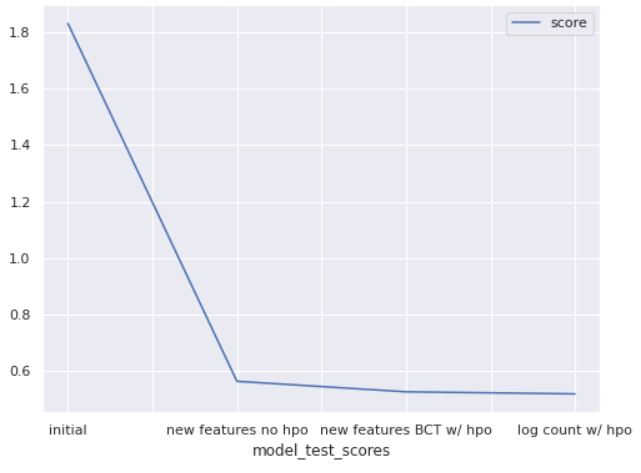 score
1.8
1.6
1.4
1.2
1.0
0.8
0.6
initial new features no hpo new features BCT w/ hpo log count w/ hpo
model_test_scores